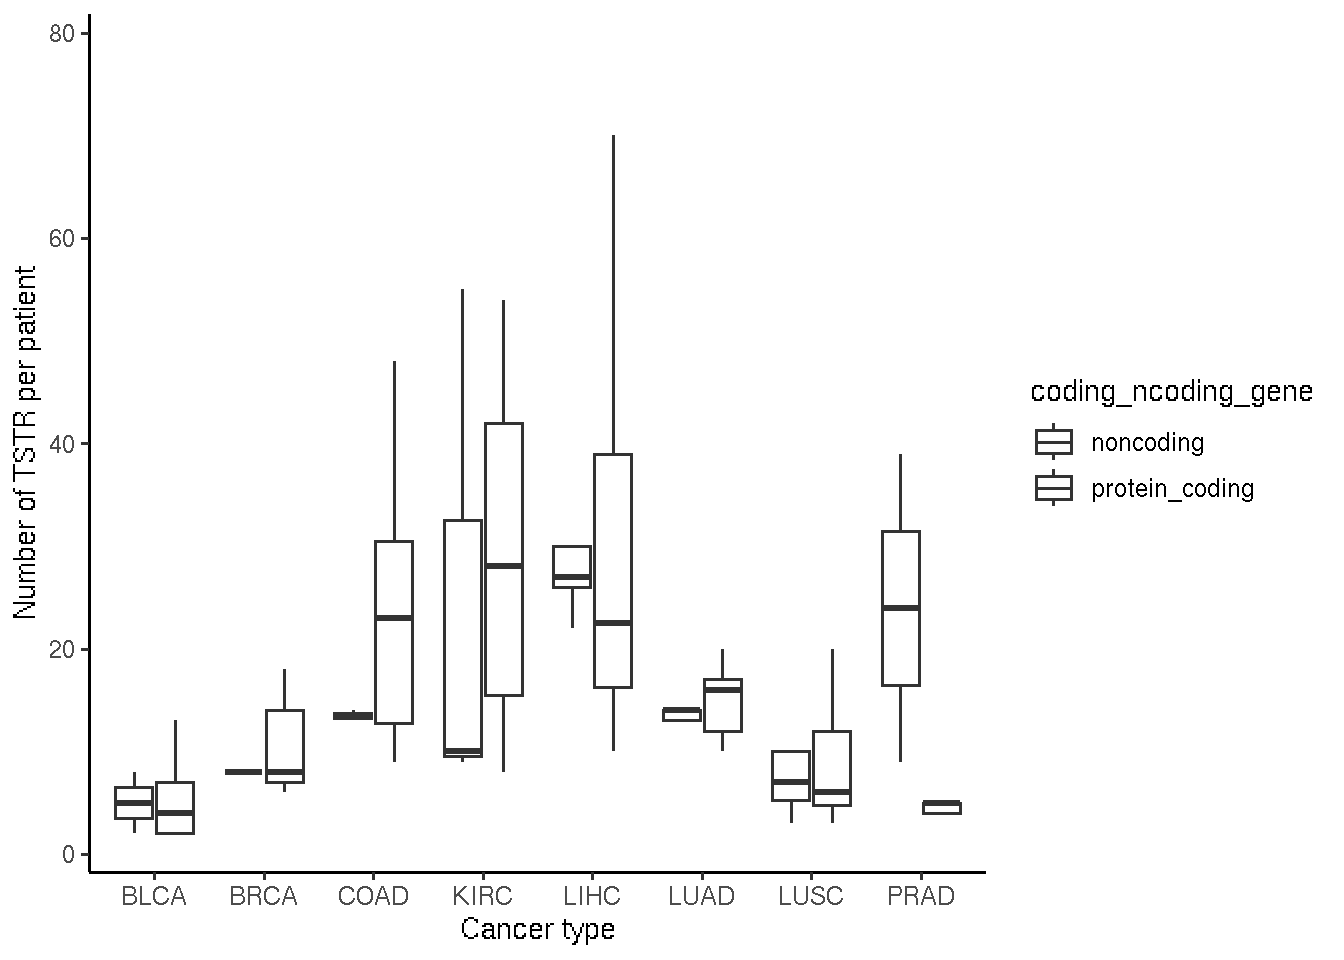 Number of TSTR per patient
80
60
40
20
0
BLCA BRCA COAD KIRC LIHC LUAD LUSC PRAD
Cancer type
coding_ncoding_gene
noncoding
protein_coding